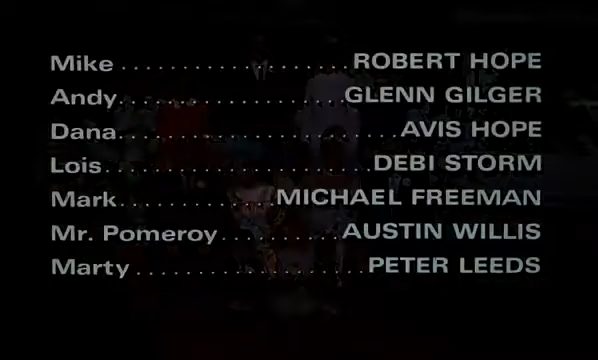 Mike..................ROBERT HOPE
Andy....................GLENN GILGER
Dana.........................AVIS HOPE
Lois........................DEBI STORM
Mark.............MICHAEL FREEMAN
Mr. Pomeroy..........AUSTIN WILLIS
Marty....................PETER LEEDS